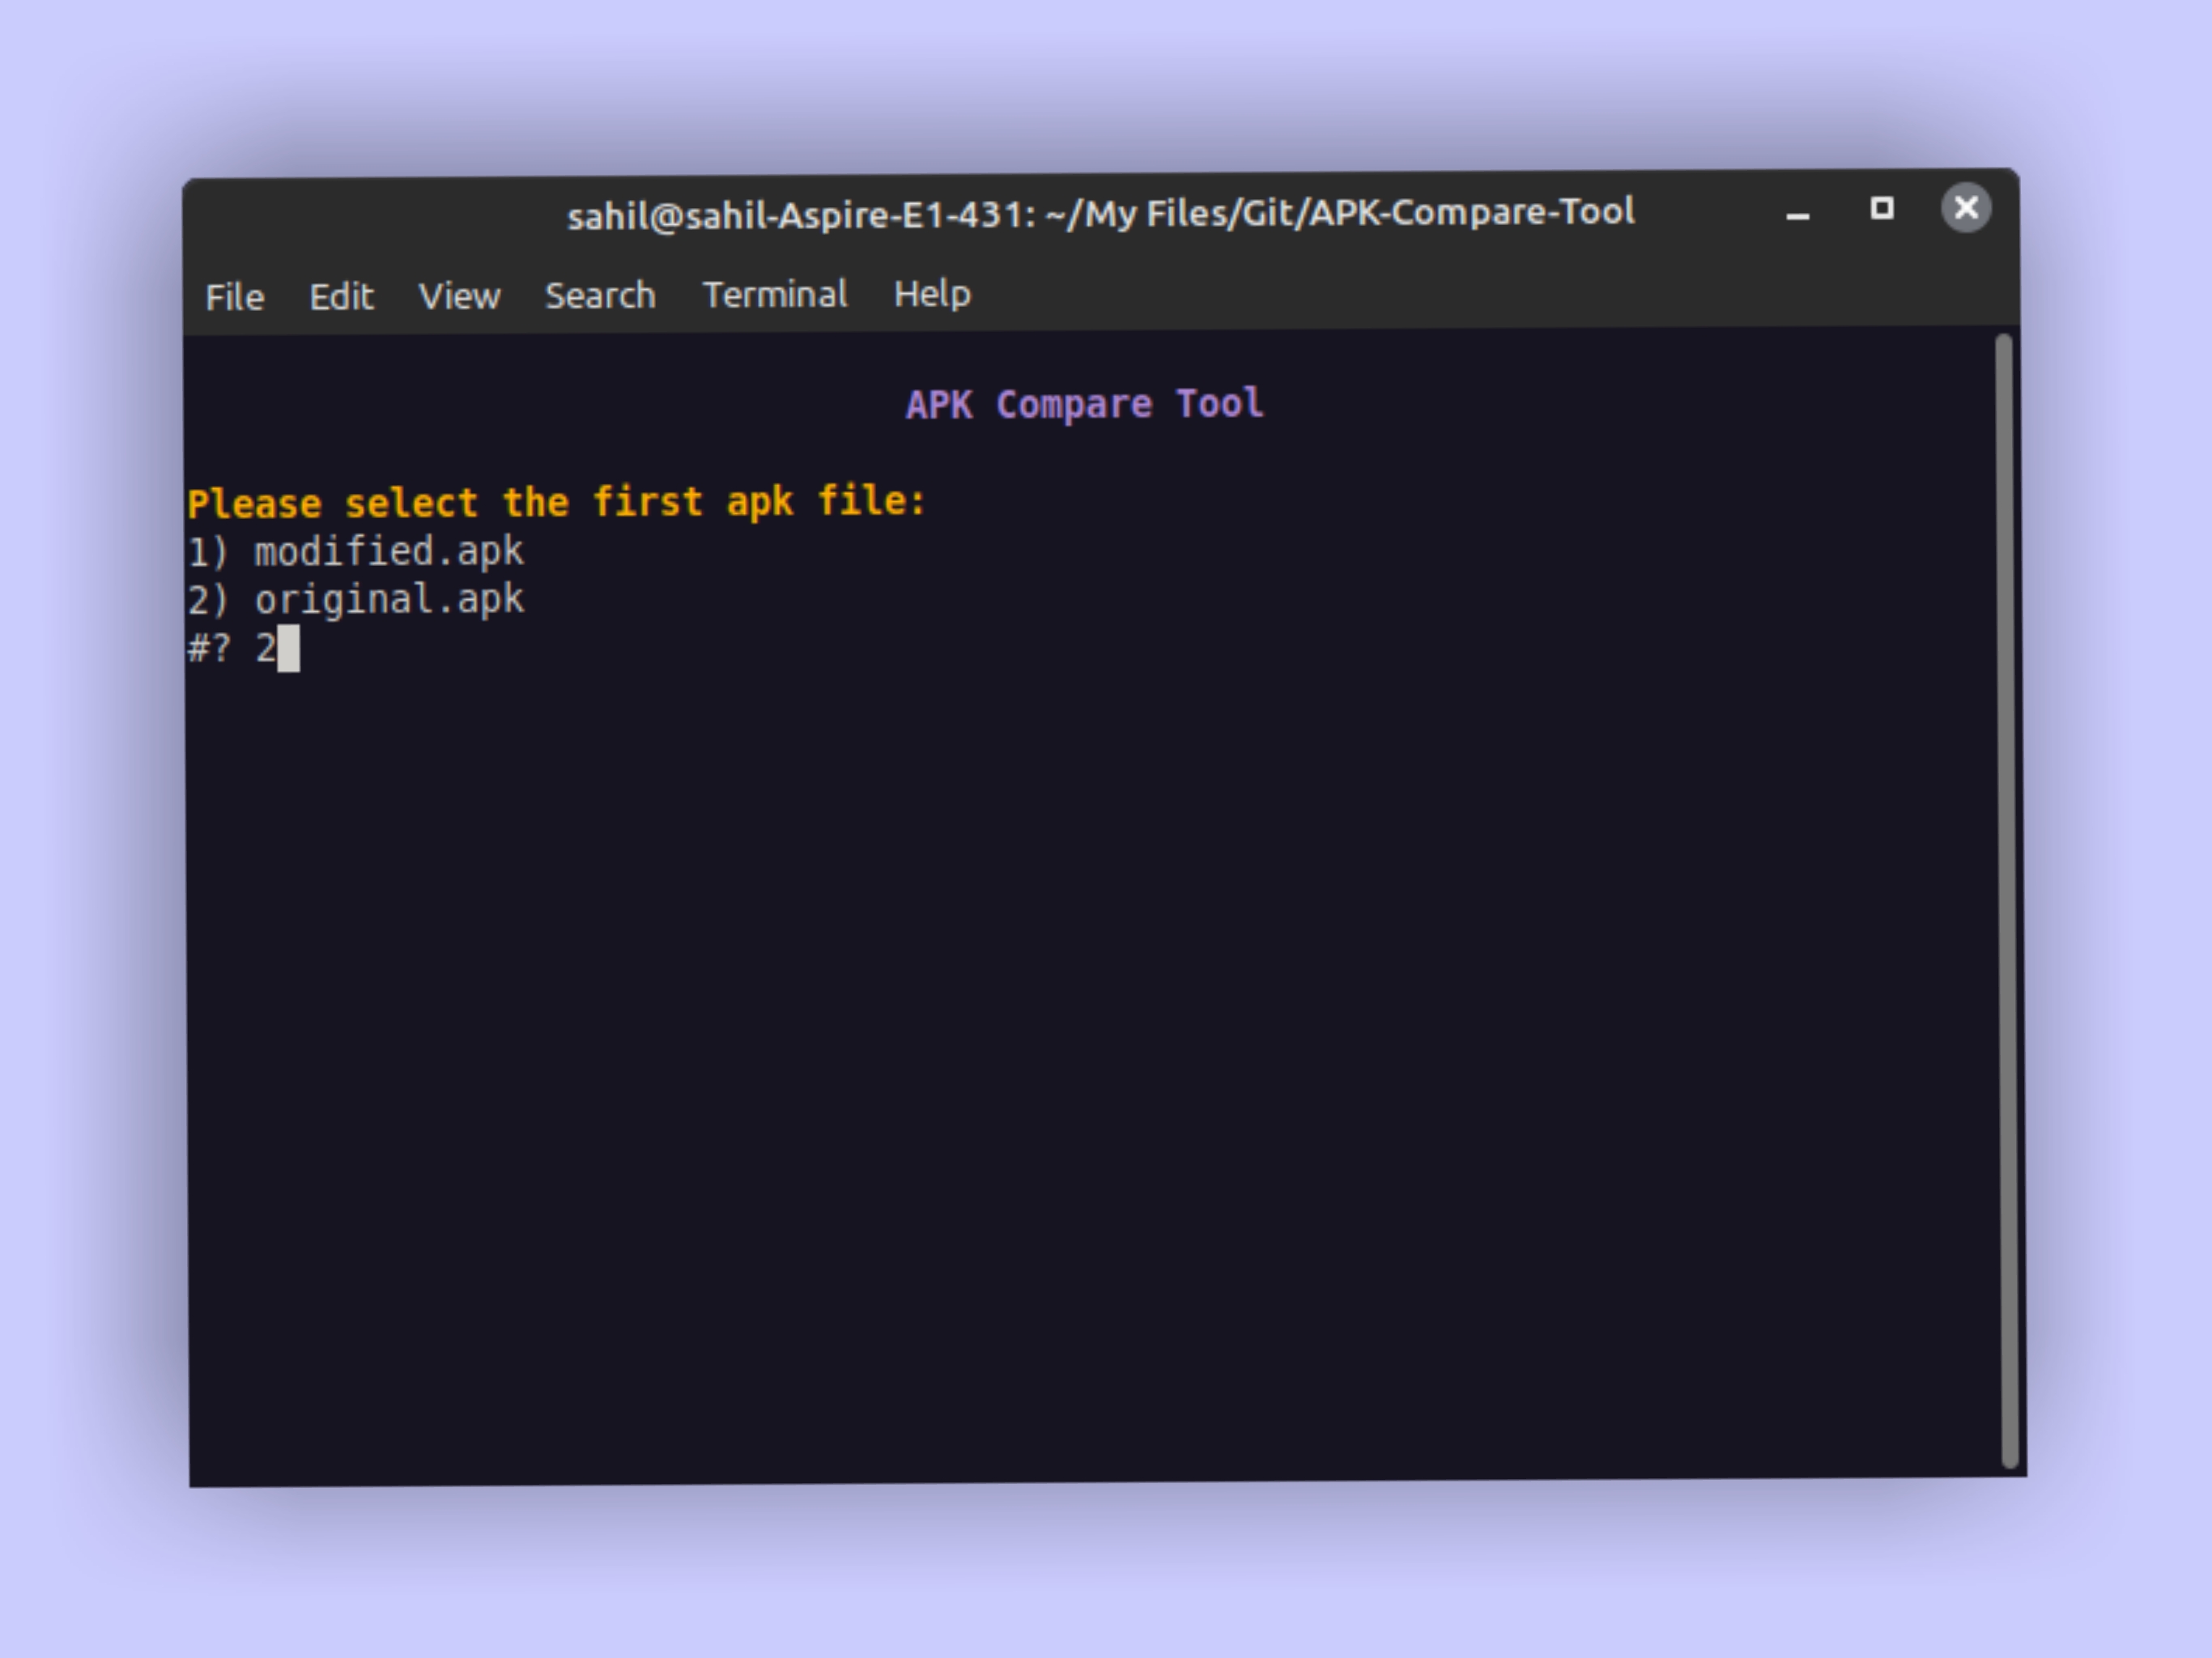 sahil@sahil-Aspire-E1-431: ~/My Files/Git/APK-Compare-Tool
File Edit View Search Terminal Help
APK Compare Tool
Please select the first apk file:
1) modified.apk
2) original.apk
#? 2